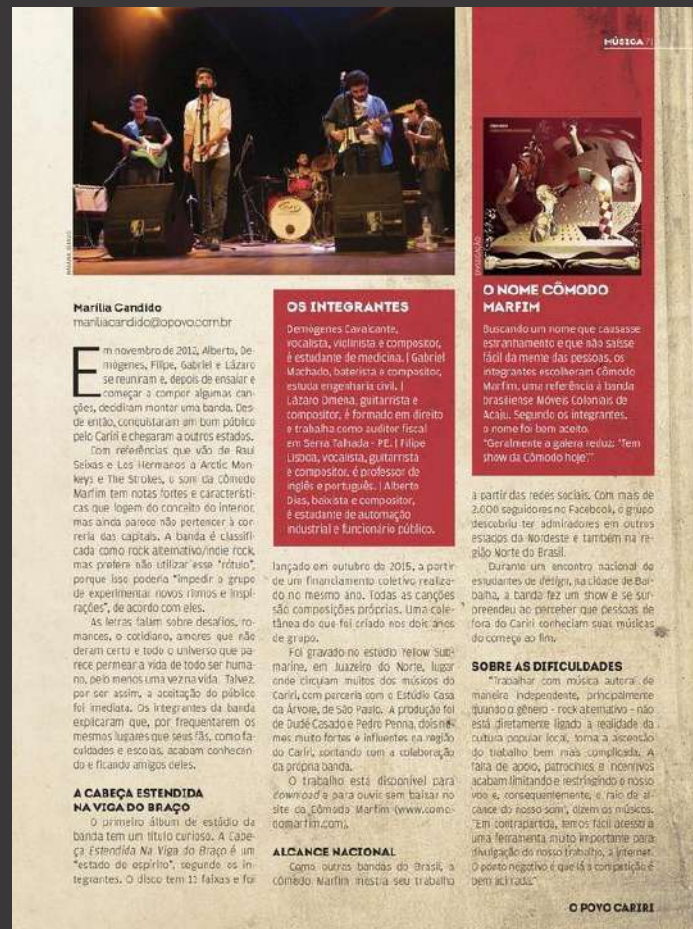 MÚSICA
DIVULGAÇÃO
Marília Candido
mariliacandido@opovo.com.br
Em novembro de 2012, Alberto, De-
mógenes, Filipe, Gabriel e Lázaro
se reuniram e, depois de ensaiar e
começar a compor algumas can-
ções, decidiram montar uma banda. Des-
de então, conquistaram um bom público
pelo Cariri e chegaram a outros estados.
Com referências que vão de Raul
Seixas e Los Hermanos a Arctic Mon-
keys e The Strokes, o som da Cômodo
Marfim tem notas fortes e característi-
cas que fogem do conceito do interior,
mas ainda parece não pertencer à cor-
reria das capitais. A banda é classifi-
cada como rock alternativo/indie rock,
mas prefere não utilizar esse "rótulo",
porque isso poderia "impedir o grupo
de experimentar novos ritmos e inspi-
rações", de acordo com eles.
As letras falam sobre desafios, ro-
mances, o cotidiano, amores que não
deram certo e todo o universo que pa-
rece permear a vida de todo ser huma-
no, pelo menos uma vez na vida. Talvez
por ser assim, a aceitação do público
foi imediata. Os integrantes da banda
explicaram que, por frequentarem os
mesmos lugares que seus fãs, como fa-
culdades e escolas, acabam conhecen-
do e ficando amigos deles.
A CABEÇA ESTENDIDA
NA VIGA DO BRAÇO
O primeiro álbum de estúdio da
banda tem um título curioso. A Cabe-
ça Estendida Na Viga do Braço é um
"estado de espírito", segundo os in-
tegrantes. O disco tem 11 faixas e foi
OS INTEGRANTES
Demógenes Cavalcante,
vocalista, violinista e compositor,
é estudante de medicina. | Gabriel
Machado, baterista e compositor,
estuda engenharia civil. |
Lázaro Omena, guitarrista e
compositor, é formado em direito
e trabalha como auditor fiscal
em Serra Talhada - PE. | Filipe
Lisboa, vocalista, guitarrista
e compositor, é professor de
inglês e português. | Alberto
Dias, baixista e compositor,
é estudante de automação
industrial e funcionário público.
lançado em outubro de 2015, a partir
de um financiamento coletivo realiza-
do no mesmo ano. Todas as canções
são composições próprias. Uma cole-
tânea do que foi criado nos dois anos
de grupo.
Foi gravado no estúdio Yellow Sub-
marine, em Juazeiro do Norte, lugar
onde circulam muitos dos músicos do
Cariri, com parceria com o Estúdio Casa
da Árvore, de São Paulo. A produção foi
de Dudé Casado e Pedro Penna, dois no-
mes muito fortes e influentes na região
do Cariri, contando com a colaboração
da própria banda.
O trabalho está disponível para
download e para ouvir sem baixar no
site da Cômodo Marfim (www.como-
domarfim.com).
ALCANCE NACIONAL
Como outras bandas do Brasil, a
Cômodo Marfim mostra seu trabalho
O NOME CÔMODO
MARFIM
Buscando um nome que causasse
estranhamento e que não saísse
fácil da mente das pessoas, os
integrantes escolheram Cômodo
Marfim, uma referência à banda
brasiliense Móveis Coloniais de
Acaju. Segundo os integrantes,
o nome foi bem aceito.
"Geralmente a galera reduz: 'Tem
show da Cômodo hoje'."
a partir das redes sociais. Com mais de
2.000 seguidores no Facebook, o grupo
descobriu ter admiradores em outros
estados do Nordeste e também na re-
gião Norte do Brasil.
Durante um encontro nacional de
estudantes de design, na cidade de Bar-
balha, a banda fez um show e se sur-
preendeu ao perceber que pessoas de
fora do Cariri conheciam suas músicas
do começo ao fim.
SOBRE AS DIFICULDADES
"Trabalhar com música autoral de
maneira independente, principalmente
quando o gênero - rock alternativo - não
está diretamente ligado à realidade da
cultura popular local, torna a ascensão
do trabalho bem mais complicada. A
falta de apoio, patrocínios e incentivos
acabam limitando e restringindo o nosso
voo e, consequentemente, o raio de al-
cance do nosso som", dizem os músicos.
"Em contrapartida, temos fácil acesso a
uma ferramenta muito importante para
divulgação do nosso trabalho, a internet.
O ponto negativo é que lá a competição é
bem acirrada."
O POVO CARIRI